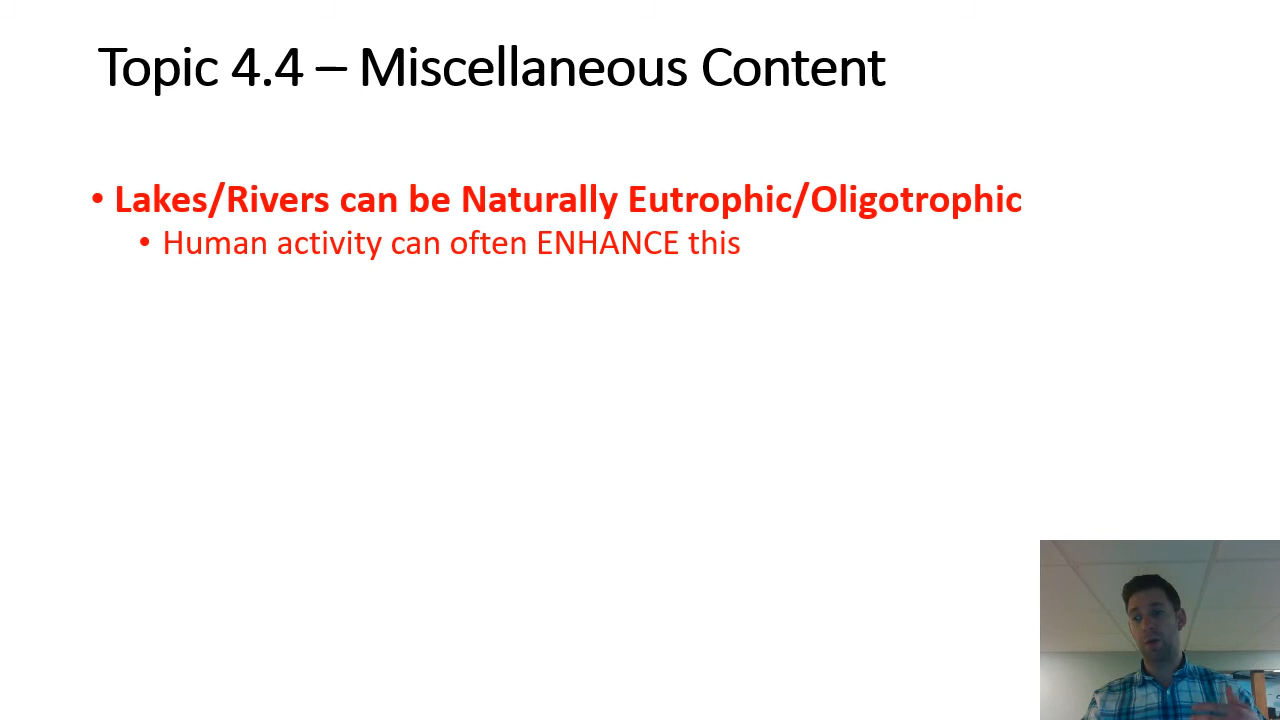 Topic 4.4 – Miscellaneous Content
• Lakes/Rivers can be Naturally Eutrophic/Oligotrophic
• Human activity can often ENHANCE this